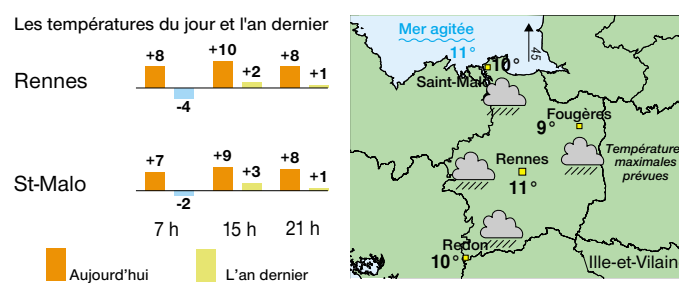 Les températures du jour et l'an dernier
Rennes
+8
-4
+10
+2
+8
+1
St-Malo
+7
-2
+9
+3
+8
+1
7 h
15 h
21 h
Aujourd'hui
L'an dernier
Mer agitée
11°
45
10°
Saint-Malo
Fougères
9°
Températures
maximales
prévues
Rennes
11°
Redon
10°
Ille-et-Vilaine